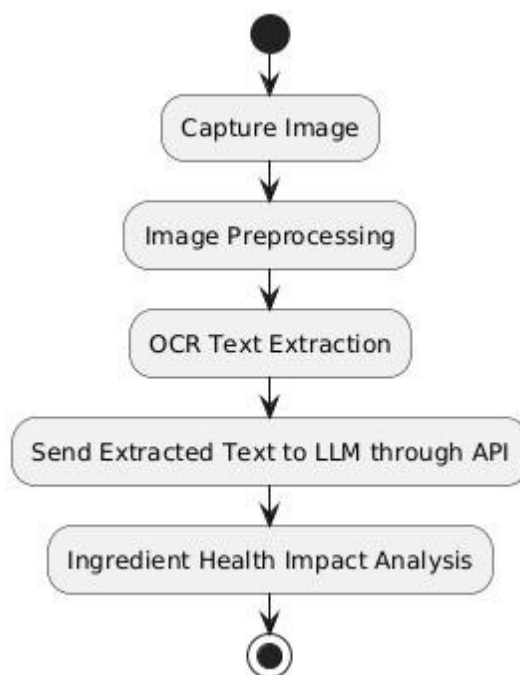 Capture Image
Image Preprocessing
OCR Text Extraction
Send Extracted Text to LLM through API
Ingredient Health Impact Analysis